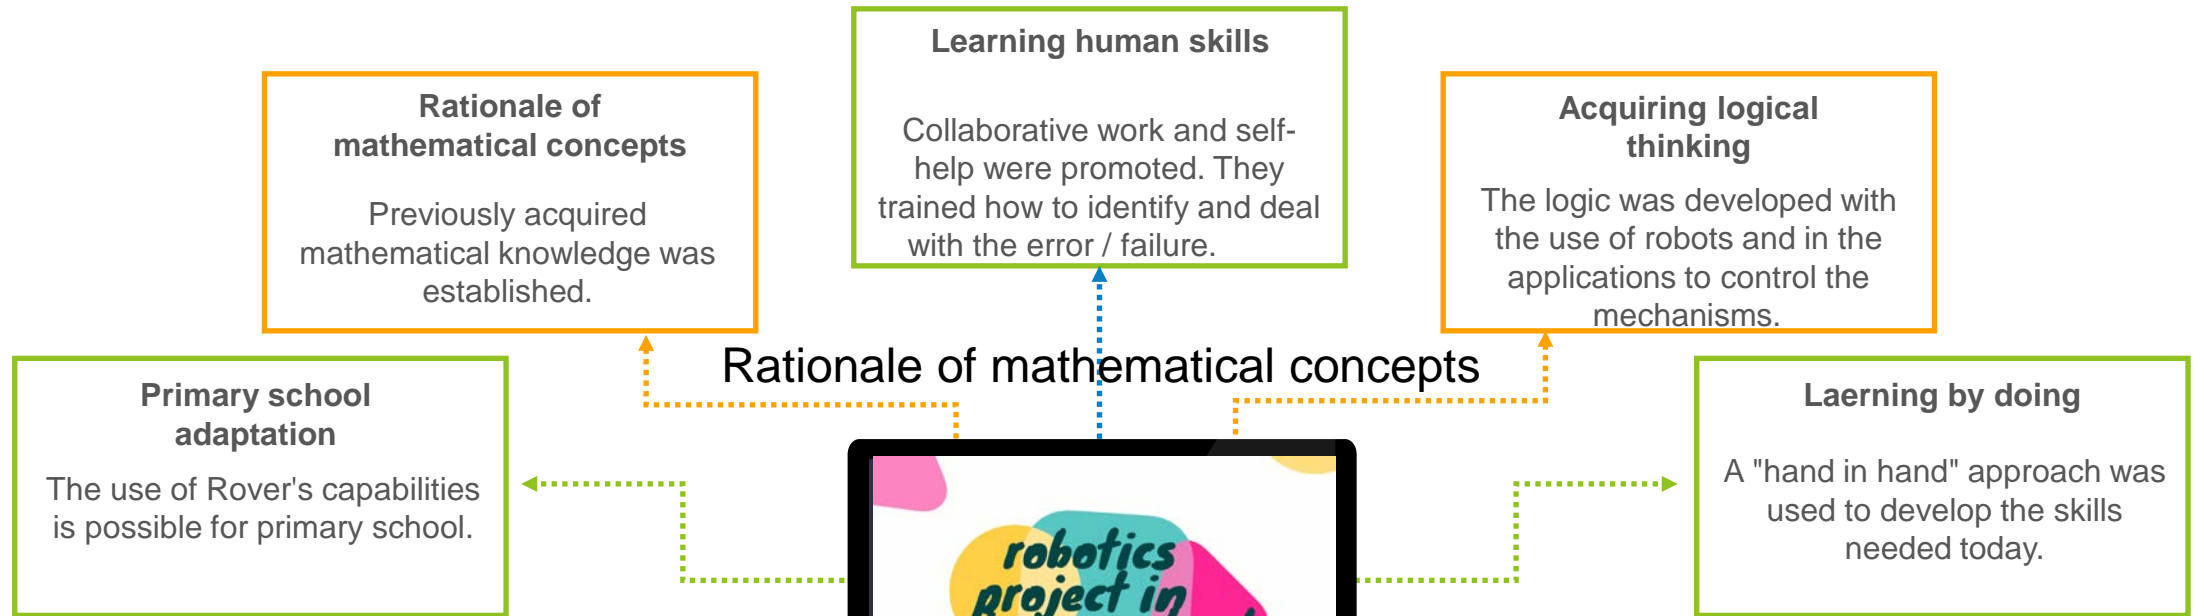 Learning human skills
Collaborative work and self-
help were promoted. They
trained how to identify and deal
with the error / failure.
Rationale of
mathematical concepts
Previously acquired
mathematical knowledge was
established.
Acquiring logical
thinking
The logic was developed with
the use of robots and in the
applications to control the
mechanisms.
Rationale of mathematical concepts
Primary school
adaptation
The use of Rover's capabilities
is possible for primary school.
Laerning by doing
A "hand in hand" approach was
used to develop the skills
needed today.
robotics
project in